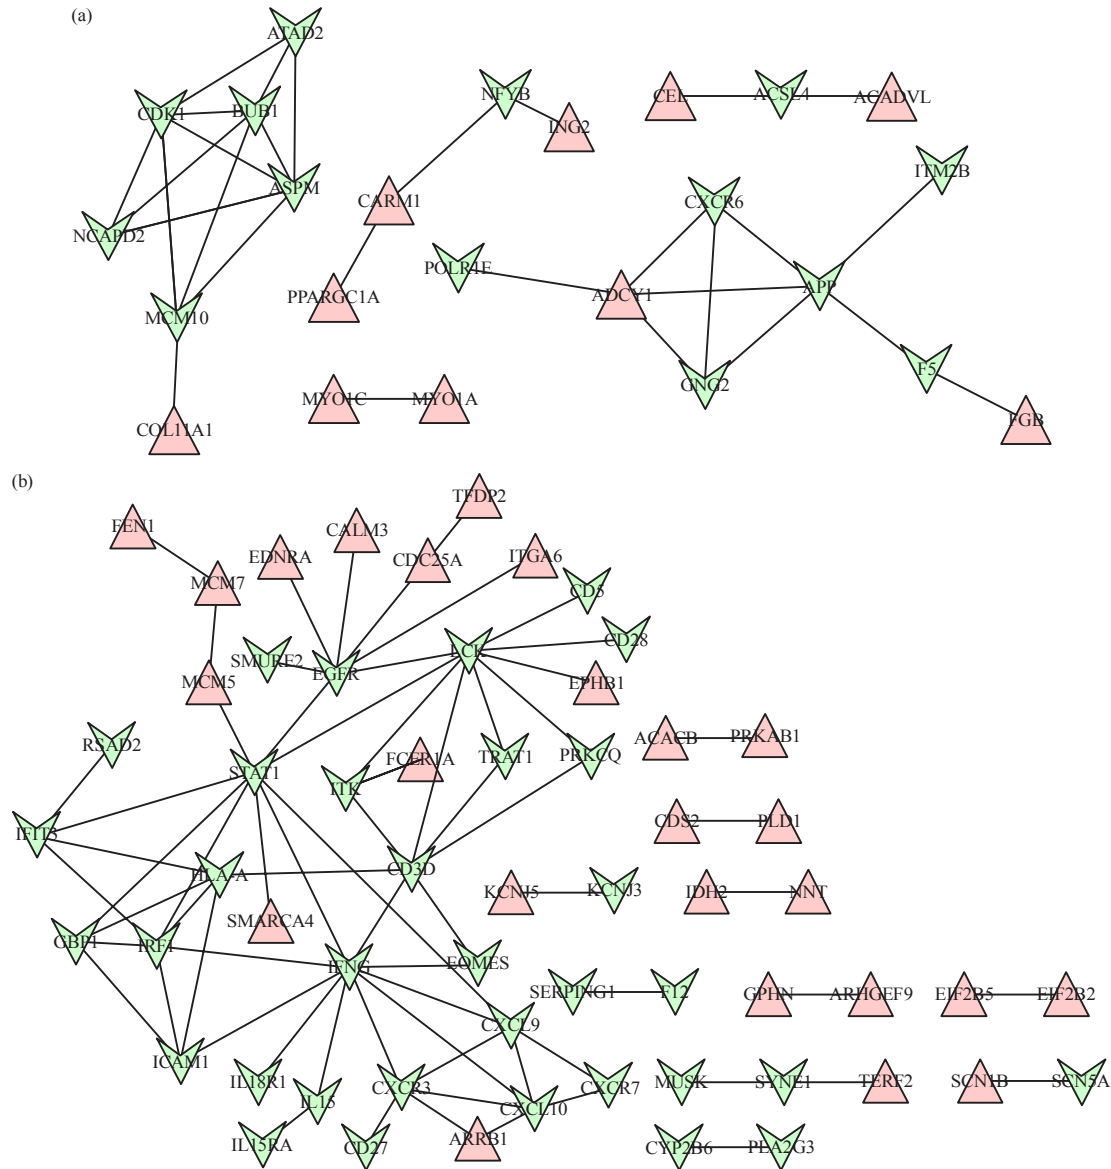 (a)
ATAD2
CDK1
BUB1
ASPM
NCAPD2
MCM10
COL11A1
NFYB
ING2
CARM1
PPARGC1A
MYO1C
MYO1A
CEL
ACSL4
ACADVL
ITM2B
CXCR6
POLR1E
ADCY1
APP
GNG2
F5
FGB
(b)
TFDP2
FEN1
CALM3
EDNRA
CDC25A
ITGA6
MCM7
CD5
CD28
LCK
SMURF2
EGFR
MCM5
EPHB1
RSAD2
ACACB
PRKAB1
STAT1
FCER1A
TRAT1
PRKCQ
ITK
IFIT3
CDS2
PLD1
HLA-A
CD3D
KCNJ5
KCNJ3
IDH2
NNT
SMARCA4
GBP1
IRF1
IFNG
EOMES
SERPING1
F12
GPHN
ARHGEF9
EIF2B5
EIF2B2
CXCL9
ICAM1
IL18R1
CXCR3
CXCR7
MUSK
SYNE1
TERF2
SCN1B
SCN5A
IL15
CXCL10
IL15RA
CD27
ARRB1
CYP2B6
PLA2G3